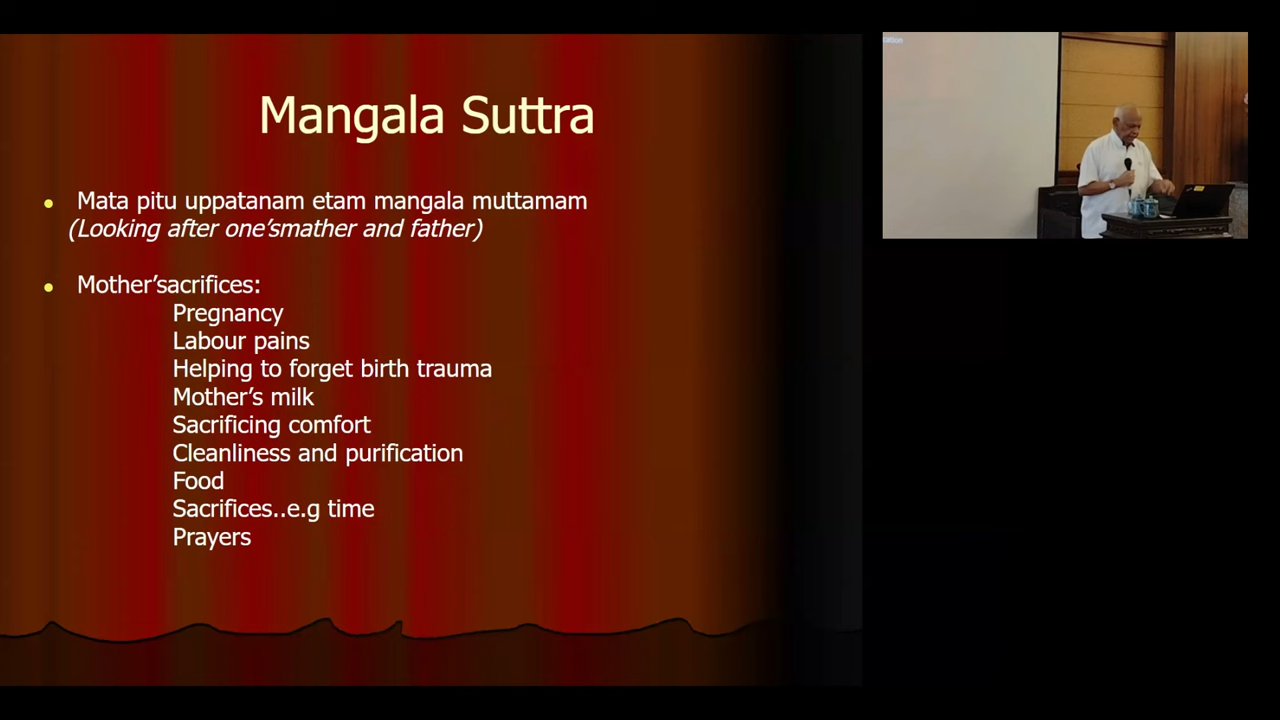 Mangala Suttra
Mata pitu uppatanam etam mangala muttamam
(Looking after one'smather and father)
Mother'sacrifices:
Pregnancy
Labour pains
Helping to forget birth trauma
Mother's milk
Sacrificing comfort
Cleanliness and purification
Food
Sacrifices..e.g time
Prayers